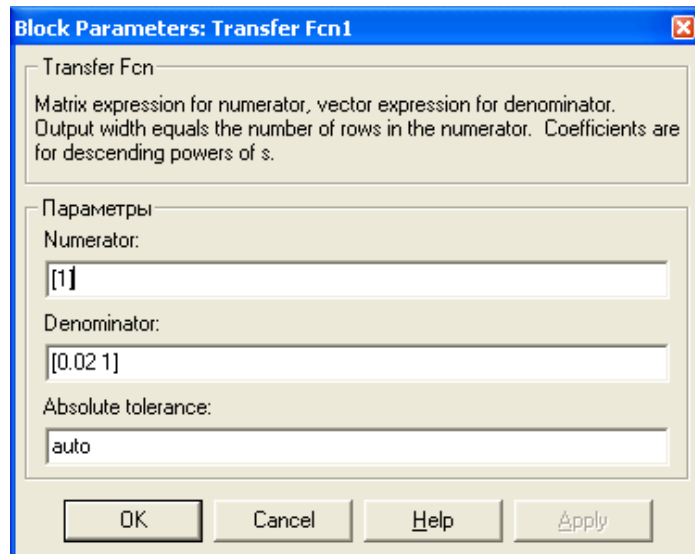 Block Parameters: Transfer Fcn1
Transfer Fcn
Matrix expression for numerator, vector expression for denominator.
Output width equals the number of rows in the numerator.  Coefficients are
for descending powers of s.
Параметры
Numerator:
[1]
Denominator:
[0.02 1]
Absolute tolerance:
auto
OK Cancel Help Apply